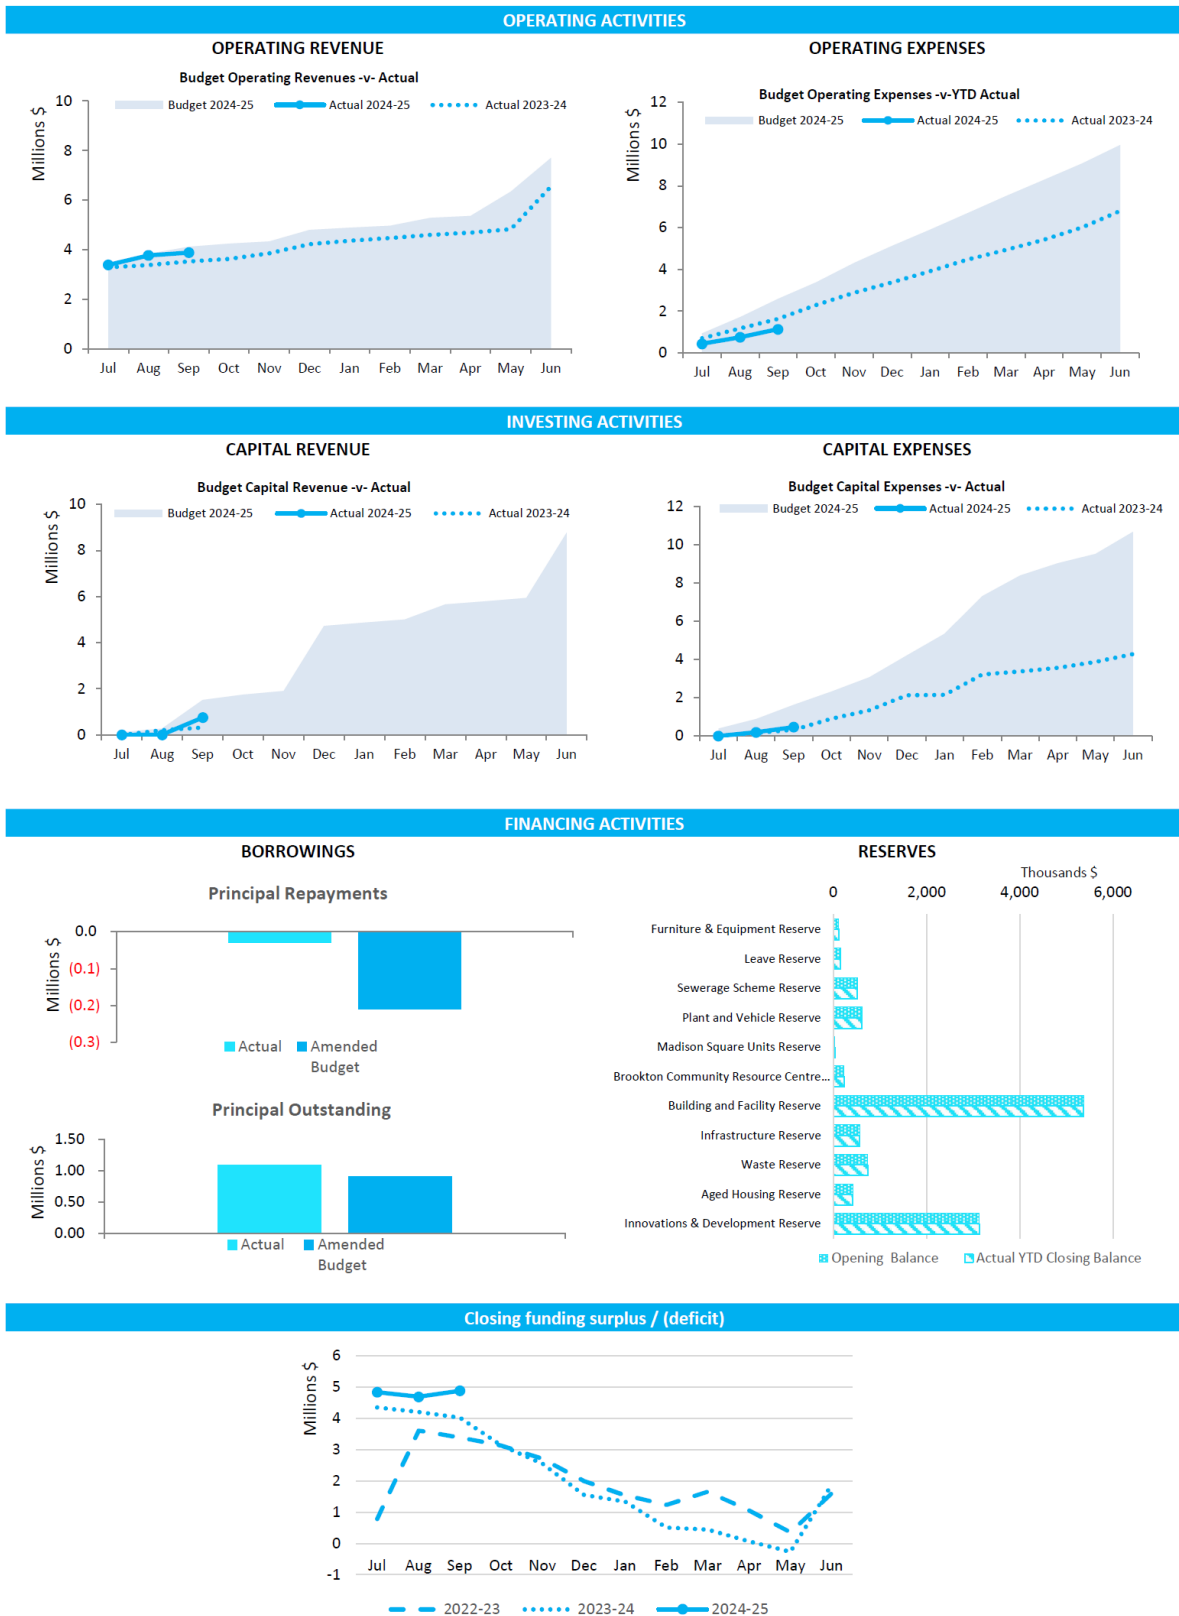 OPERATING ACTIVITIES
OPERATING REVENUE
Budget Operating Revenues -v- Actual
Budget 2024-25 Actual 2024-25 Actual 2023-24
Millions $
10
8
6
4
2
0
Jul Aug Sep Oct Nov Dec Jan Feb Mar Apr May Jun
OPERATING EXPENSES
Budget Operating Expenses -v-YTD Actual
Budget 2024-25 Actual 2024-25 Actual 2023-24
Millions $
12
10
8
6
4
2
0
Jul Aug Sep Oct Nov Dec Jan Feb Mar Apr May Jun
INVESTING ACTIVITIES
CAPITAL REVENUE
Budget Capital Revenue -v- Actual
Budget 2024-25 Actual 2024-25 Actual 2023-24
Millions $
10
8
6
4
2
0
Jul Aug Sep Oct Nov Dec Jan Feb Mar Apr May Jun
CAPITAL EXPENSES
Budget Capital Expenses -v- Actual
Budget 2024-25 Actual 2024-25 Actual 2023-24
12
10
8
6
4
2
0
Jul Aug Sep Oct Nov Dec Jan Feb Mar Apr May Jun
FINANCING ACTIVITIES
BORROWINGS
Principal Repayments
Millions $
0.0
(0.1)
(0.2)
(0.3)
Actual Amended
Budget
Principal Outstanding
Millions $
1.50
1.00
0.50
0.00
Actual Amended
Budget
RESERVES
Thousands $
0 2,000 4,000 6,000
Furniture & Equipment Reserve
Leave Reserve
Sewerage Scheme Reserve
Plant and Vehicle Reserve
Madison Square Units Reserve
Brookton Community Resource Centre...
Building and Facility Reserve
Infrastructure Reserve
Waste Reserve
Aged Housing Reserve
Innovations & Development Reserve
Opening Balance Actual YTD Closing Balance
Closing funding surplus / (deficit)
Millions $
6
5
4
3
2
1
0
-1
Jul Aug Sep Oct Nov Dec Jan Feb Mar Apr May Jun
2022-23 2023-24 2024-25